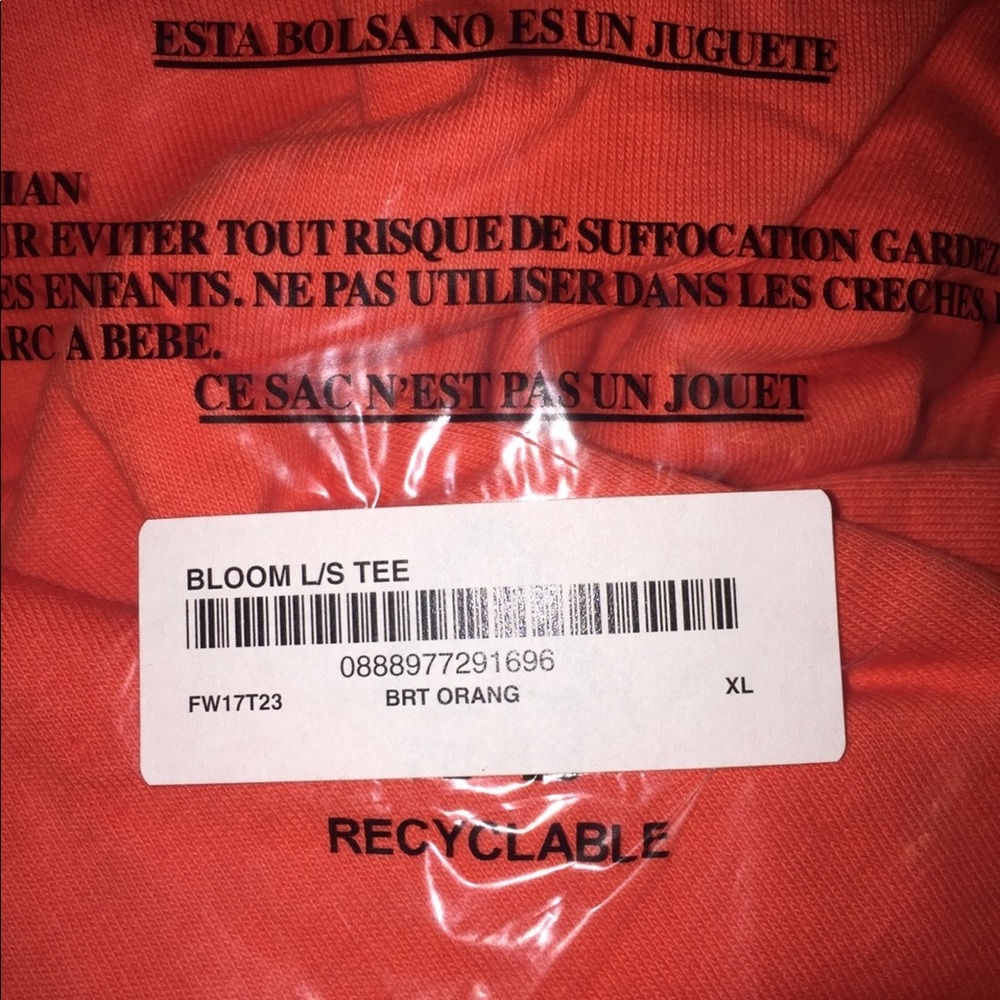 ESTA BOLSA NO ES UN JUGUETE
IAN
UR EVITER TOUT RISQUE DE SUFFOCATION GARDEZ
ES ENFANTS. NE PAS UTILISER DANS LES CRECHES,
ARC A BEBE.
CE SAC N'EST PAS UN JOUET
BLOOM L/S TEE
0888977291696
FW17T23 BRT ORANG XL
RECYCLABLE